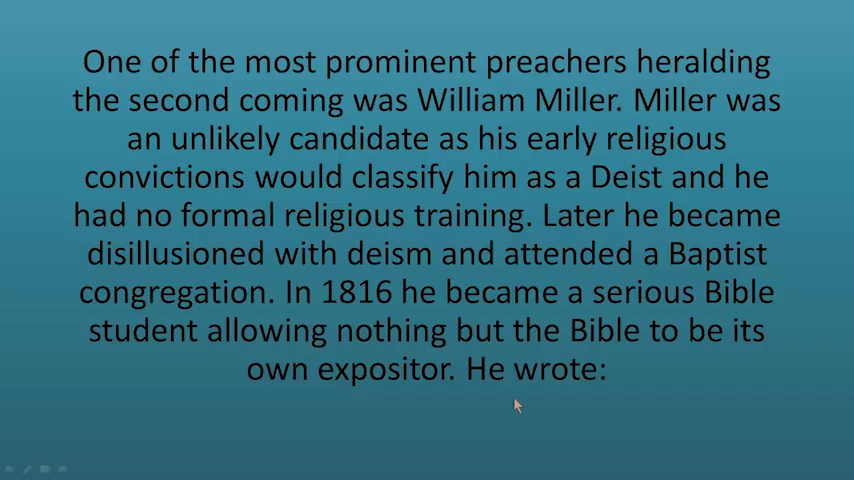 One of the most prominent preachers heralding
the second coming was William Miller. Miller was
an unlikely candidate as his early religious
convictions would classify him as a Deist and he
had no formal religious training. Later he became
disillusioned with deism and attended a Baptist
congregation. In 1816 he became a serious Bible
student allowing nothing but the Bible to be its
own expositor. He wrote: